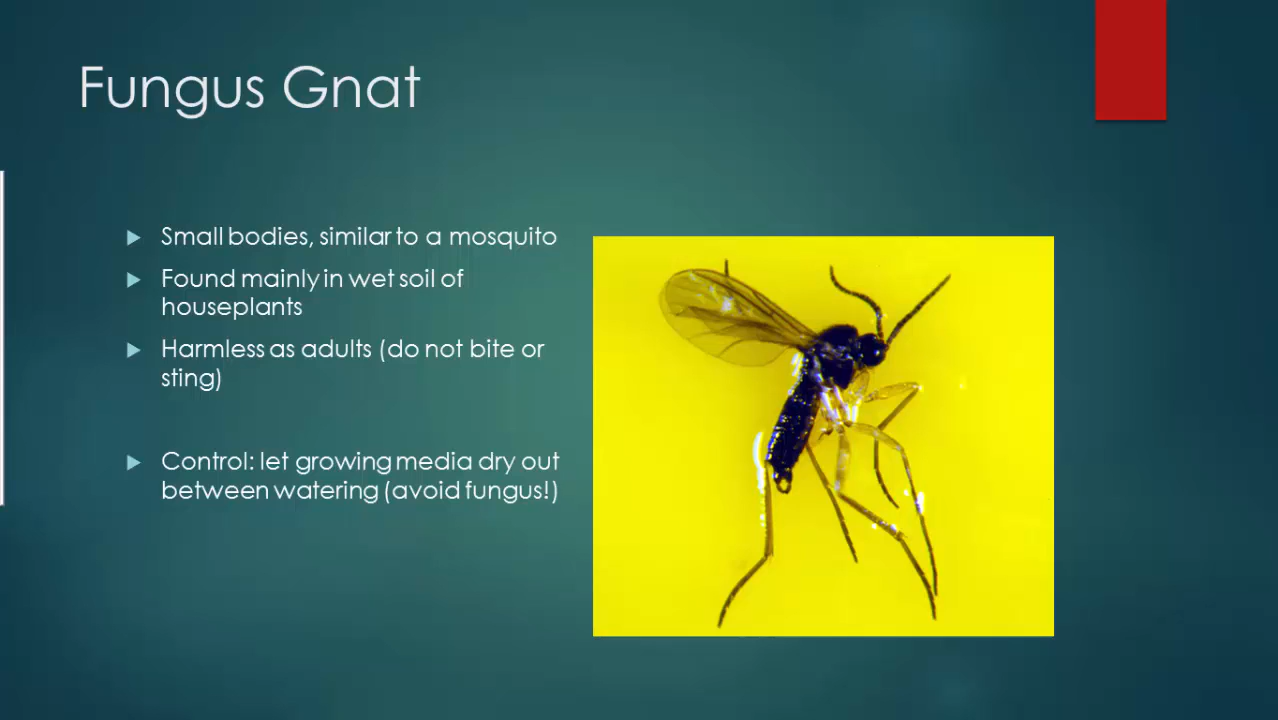 Fungus Gnat
Small bodies, similar to a mosquito
Found mainly in wet soil of
houseplants
Harmless as adults (do not bite or
sting)
Control: let growing media dry out
between watering (avoid fungus!)